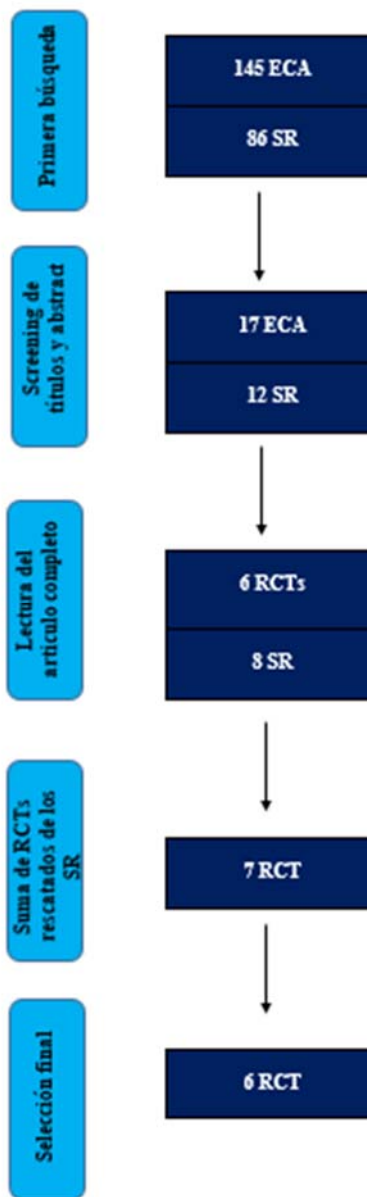 Primera búsqueda
145 ECA
86 SR
Screening de
títulos y abstract
17 ECA
12 SR
Lectura del
artículo completo
6 RCTs
8 SR
Suma de RCTs
rescatados de los
SR
7 RCT
Selección final
6 RCT